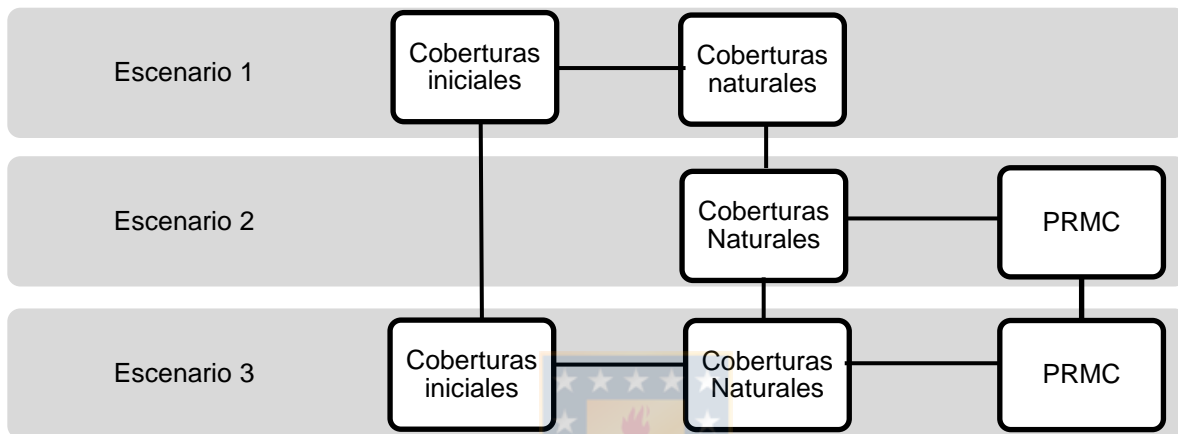 Escenario 1
Coberturas
iniciales
Coberturas
naturales
Escenario 2
Coberturas
Naturales
PRMC
Escenario 3
Coberturas
iniciales
Coberturas
Naturales
PRMC